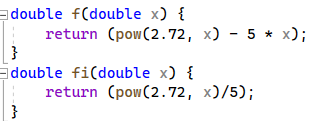 double f(double x) {
    return (pow(2.72, x) - 5 * x);
}
double fi(double x) {
    return (pow(2.72, x)/5);
}